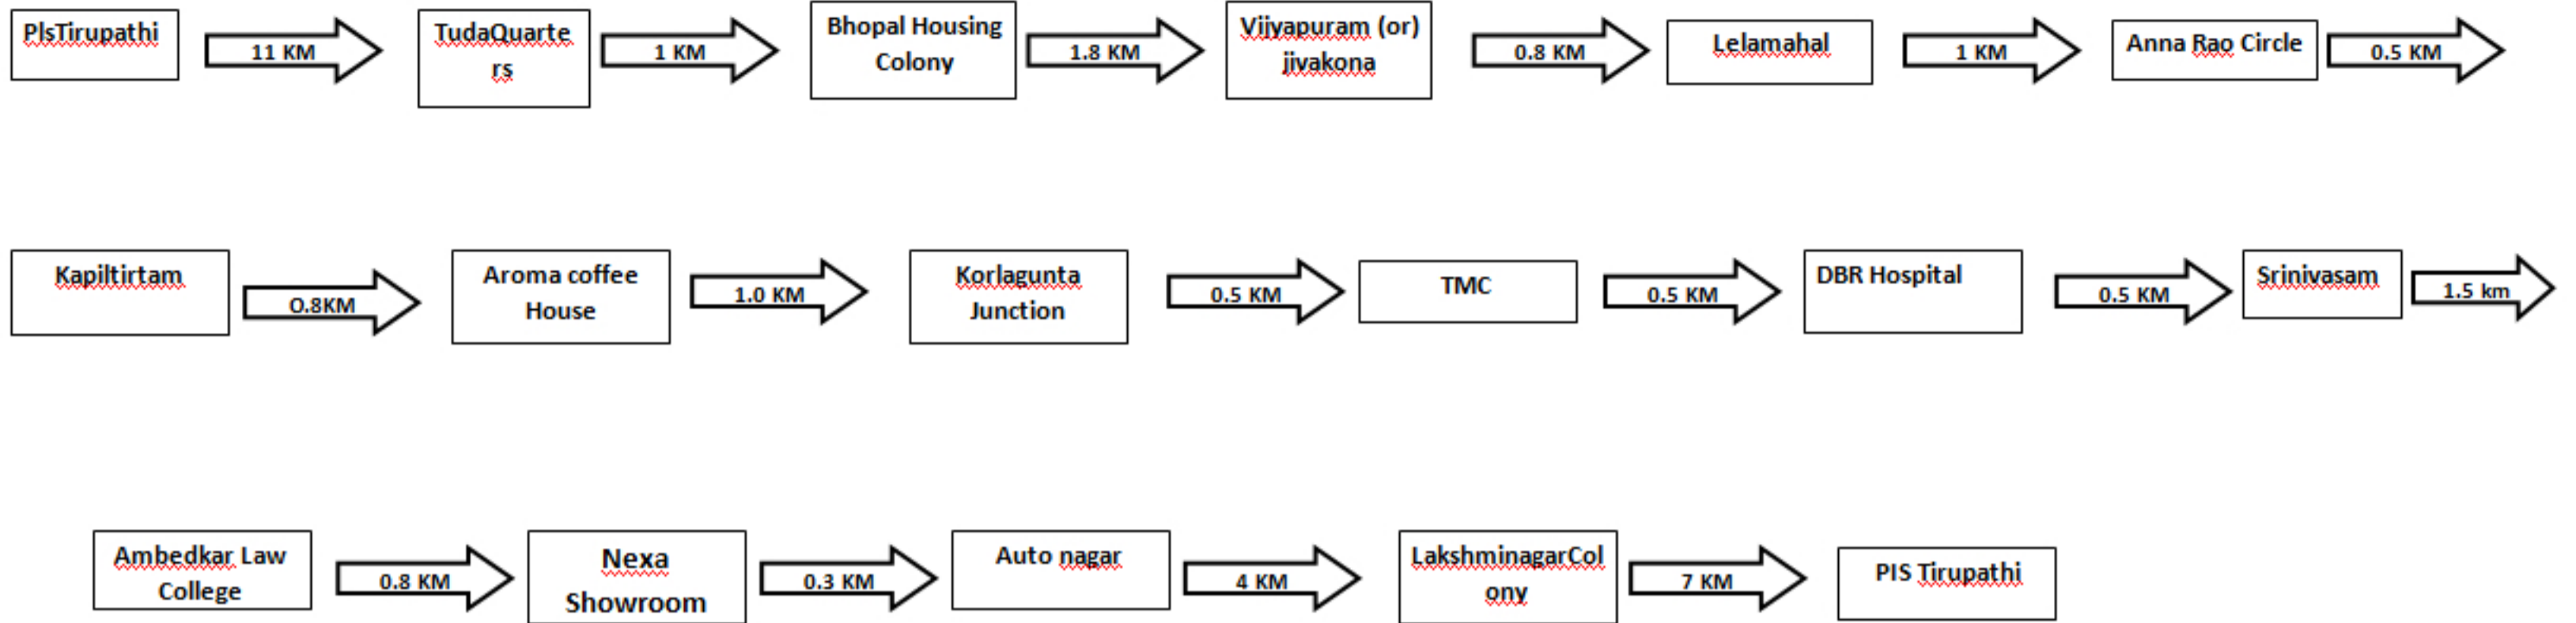 PlsTirupathi
11 KM
TudaQuarte
rs
1 KM
Bhopal Housing
Colony
1.8 KM
Vijyapuram (or)
jivakona
0.8 KM
Lelamahal
1 KM
Anna Rao Circle
0.5 KM
Kapiltirtam
O.8KM
Aroma coffee
House
1.0 KM
Korlagunta
Junction
0.5 KM
TMC
0.5 KM
DBR Hospital
0.5 KM
Srinivasam
1.5 km
Ambedkar Law
College
0.8 KM
Nexa
Showroom
0.3 KM
Auto nagar
4 KM
LakshminagarCol
ony
7 KM
PIS Tirupathi